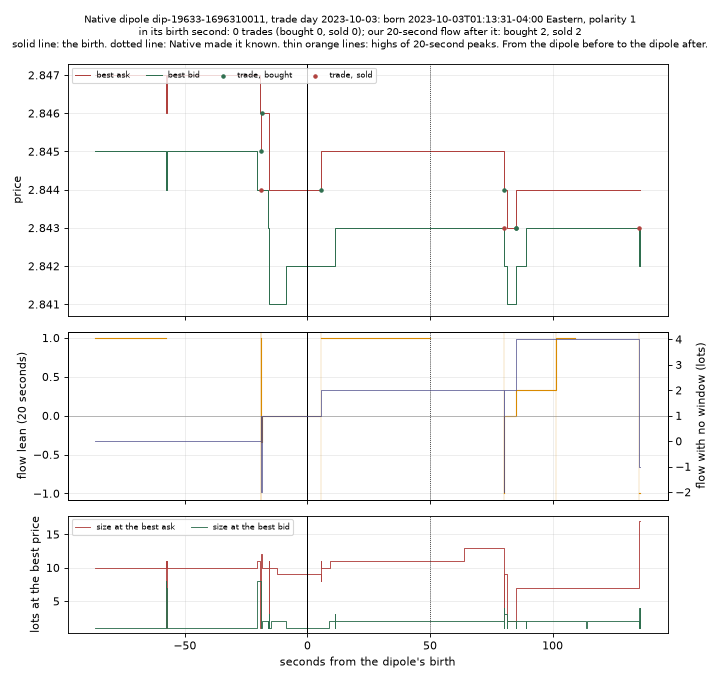 Native dipole dip-19633-1696310011, trade day 2023-10-03: born 2023-10-03T01:13:31-04:00 Eastern, polarity 1
in its birth second: 0 trades (bought 0, sold 0); our 20-second flow after it: bought 2, sold 2
solid line: the birth. dotted line: Native made it known. thin orange lines: highs of 20-second peaks. From the dipole before to the dipole after.
best ask best bid trade, bought trade, sold
2.847
2.846
2.845
2.844
2.843
2.842
2.841
price
1.0
0.5
0.0
−0.5
−1.0
flow lean (20 seconds)
4
3
2
1
0
−1
−2
flow with no window (lots)
size at the best ask size at the best bid
15
10
5
lots at the best price
−50 0 50 100
seconds from the dipole's birth